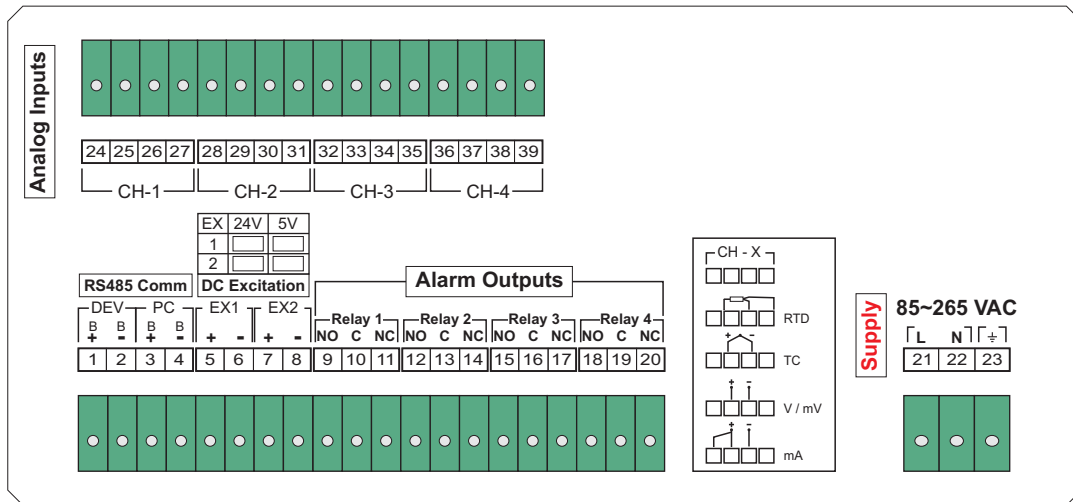 Analog Inputs
24 25 26 27 28 29 30 31 32 33 34 35 36 37 38 39
CH-1 CH-2 CH-3 CH-4
EX 24V 5V
1
2
RS485 Comm DC Excitation Alarm Outputs
DEV PC EX1 EX2
B B B B
+ - + - + - + -
Relay 1 Relay 2 Relay 3 Relay 4
NO C NC NO C NC NO C NC NO C NC
1 2 3 4 5 6 7 8 9 10 11 12 13 14 15 16 17 18 19 20
CH - X
RTD
+ -
TC
+ -
V / mV
+ -
mA
Supply
85~265 VAC
L N
21 22 23